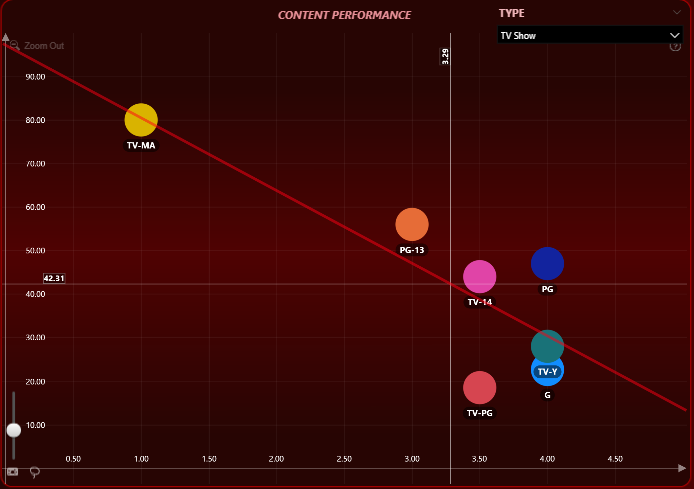 CONTENT PERFORMANCE
TYPE
TV Show
Zoom Out
3.29
90.00
80.00
TV-MA
70.00
60.00
PG-13
50.00
42.31
PG
40.00
TV-14
30.00
TV-Y
20.00
G
TV-PG
10.00
0.50
1.00
1.50
2.00
2.50
3.00
3.50
4.00
4.50